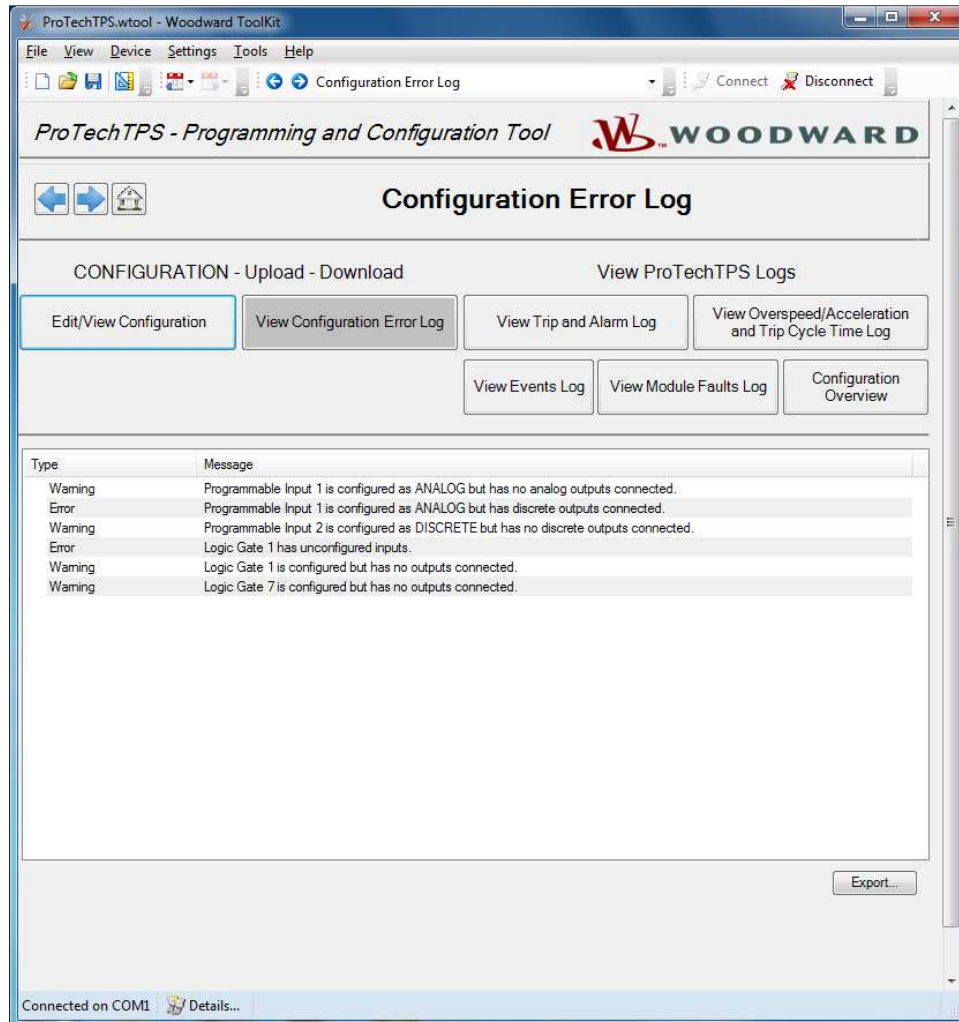 ProTechTPS.wtool - Woodward ToolKit
File View Device Settings Tools Help
Configuration Error Log Connect Disconnect
ProTechTPS - Programming and Configuration Tool WOODWARD
Configuration Error Log
CONFIGURATION - Upload - Download View ProTechTPS Logs
Edit/View Configuration View Configuration Error Log View Trip and Alarm Log View Overspeed/Acceleration
and Trip Cycle Time Log
View Events Log View Module Faults Log Configuration
Overview
Type Message
Warning Programmable Input 1 is configured as ANALOG but has no analog outputs connected.
Error Programmable Input 1 is configured as ANALOG but has discrete outputs connected.
Warning Programmable Input 2 is configured as DISCRETE but has no discrete outputs connected.
Error Logic Gate 1 has unconfigured inputs.
Warning Logic Gate 1 is configured but has no outputs connected.
Warning Logic Gate 7 is configured but has no outputs connected.
Export...
Connected on COM1 Details...